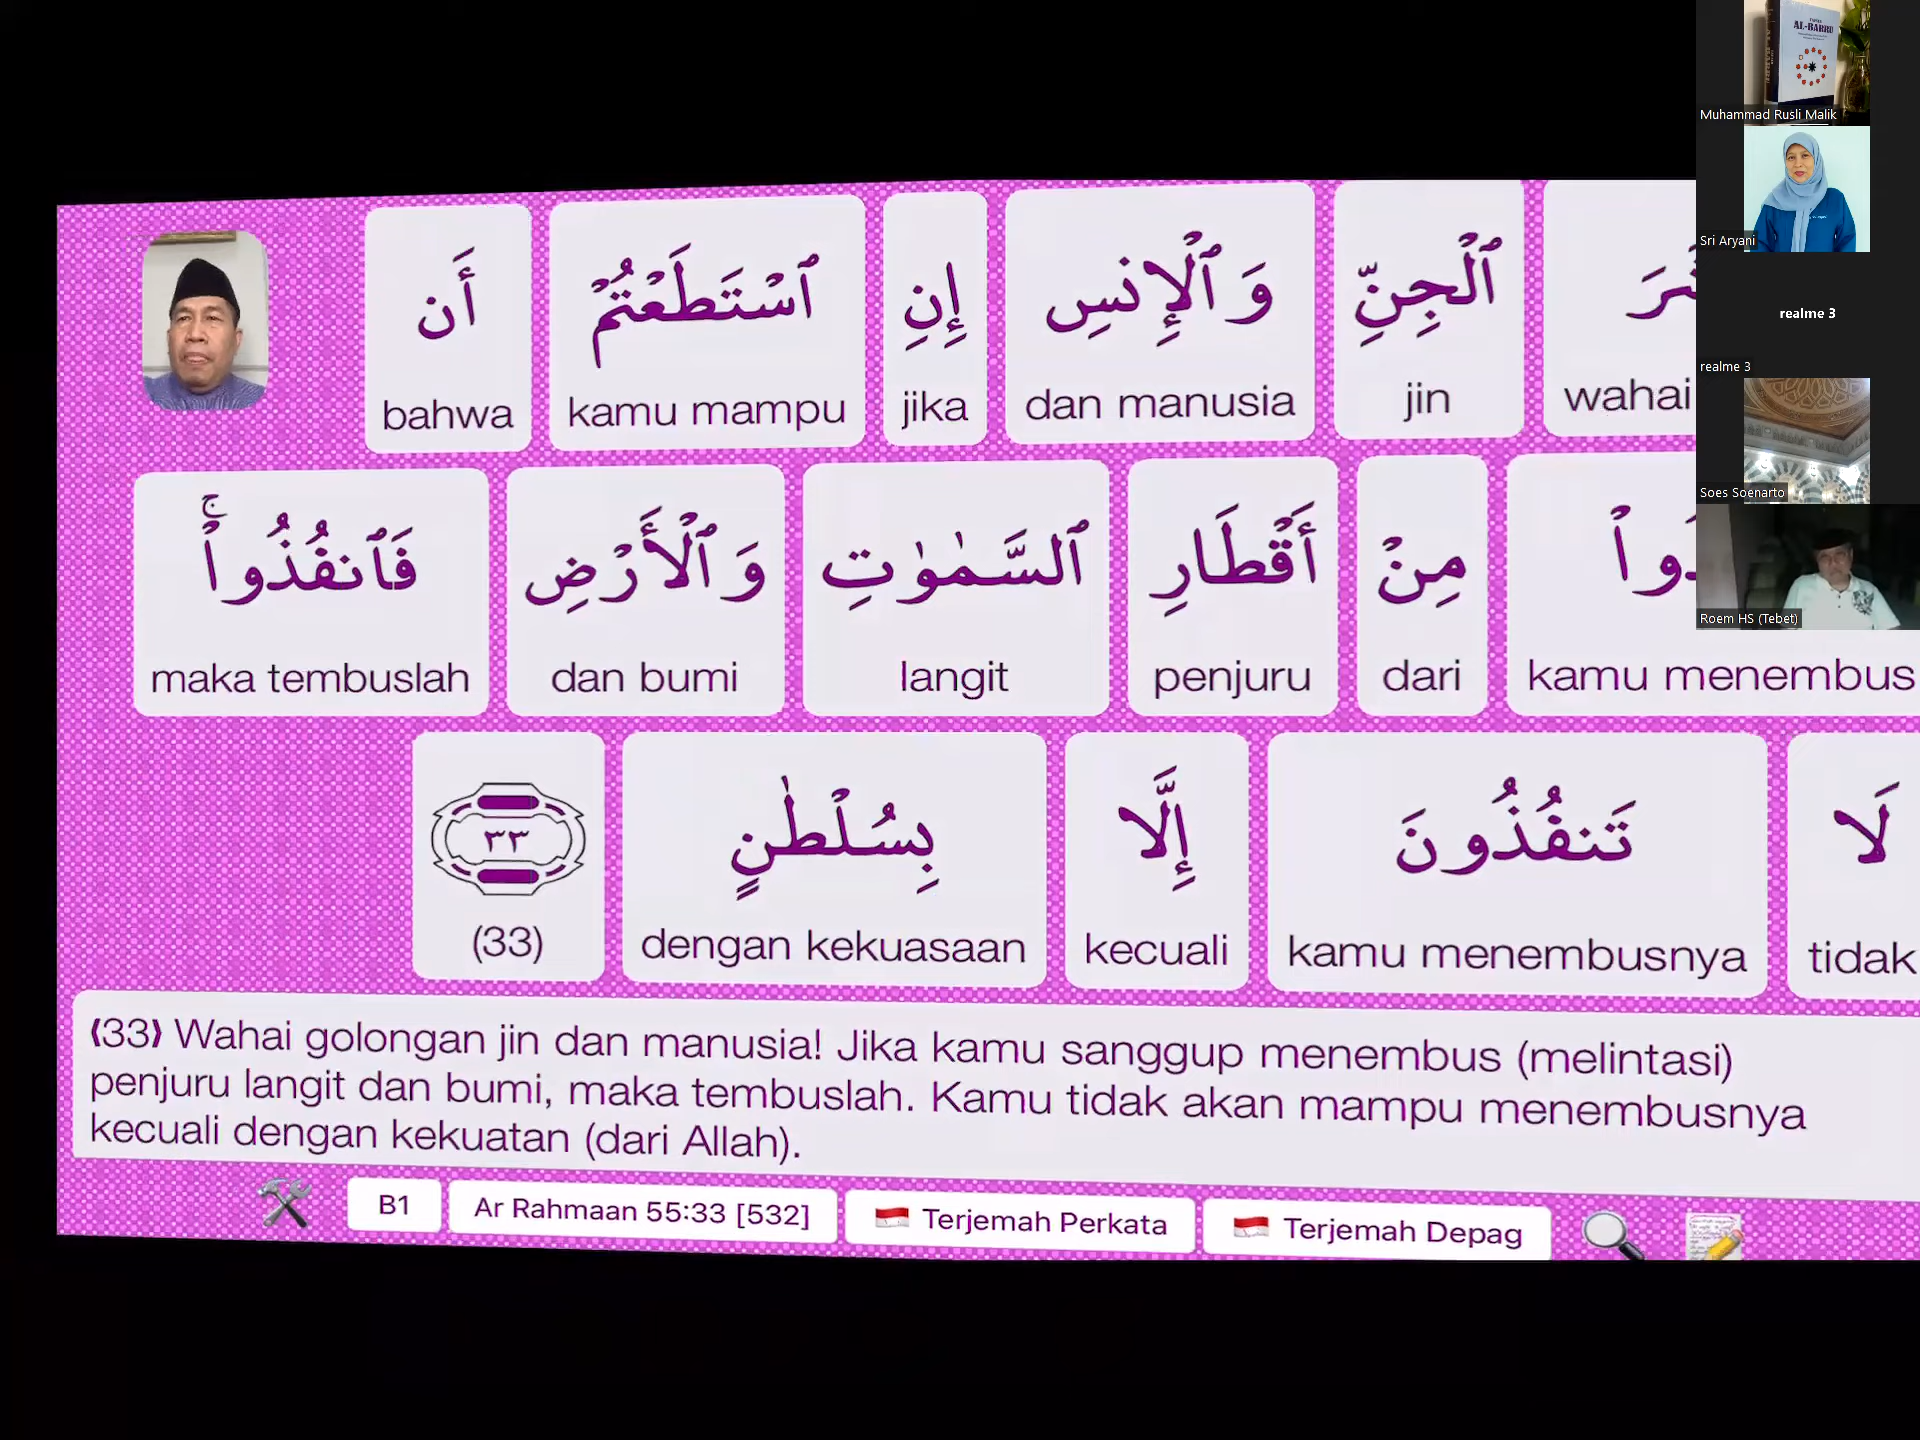 ٱلْجِنِّ وَٱلْإِنسِ إِنِ ٱسْتَطَعْتُمْ أَن
wahai jin dan manusia jika kamu mampu bahwa
مِنْ أَقْطَارِ ٱلسَّمَٰوَٰتِ وَٱلْأَرْضِ فَٱنفُذُوا۟ ۚ
kamu menembus dari penjuru langit dan bumi maka tembuslah
لَا تَنفُذُونَ إِلَّا بِسُلْطَٰنٍ ٣٣
tidak kamu menembusnya kecuali dengan kekuasaan (33)
(33) Wahai golongan jin dan manusia! Jika kamu sanggup menembus (melintasi)
penjuru langit dan bumi, maka tembuslah. Kamu tidak akan mampu menembusnya
kecuali dengan kekuatan (dari Allah).
B1 Ar Rahmaan 55:33 [532] Terjemah Perkata Terjemah Depag
AL-BARRU
Muhammad Rusli Malik
Sri Aryani
realme 3
realme 3
Soes Soenarto
Roem HS (Tebet)